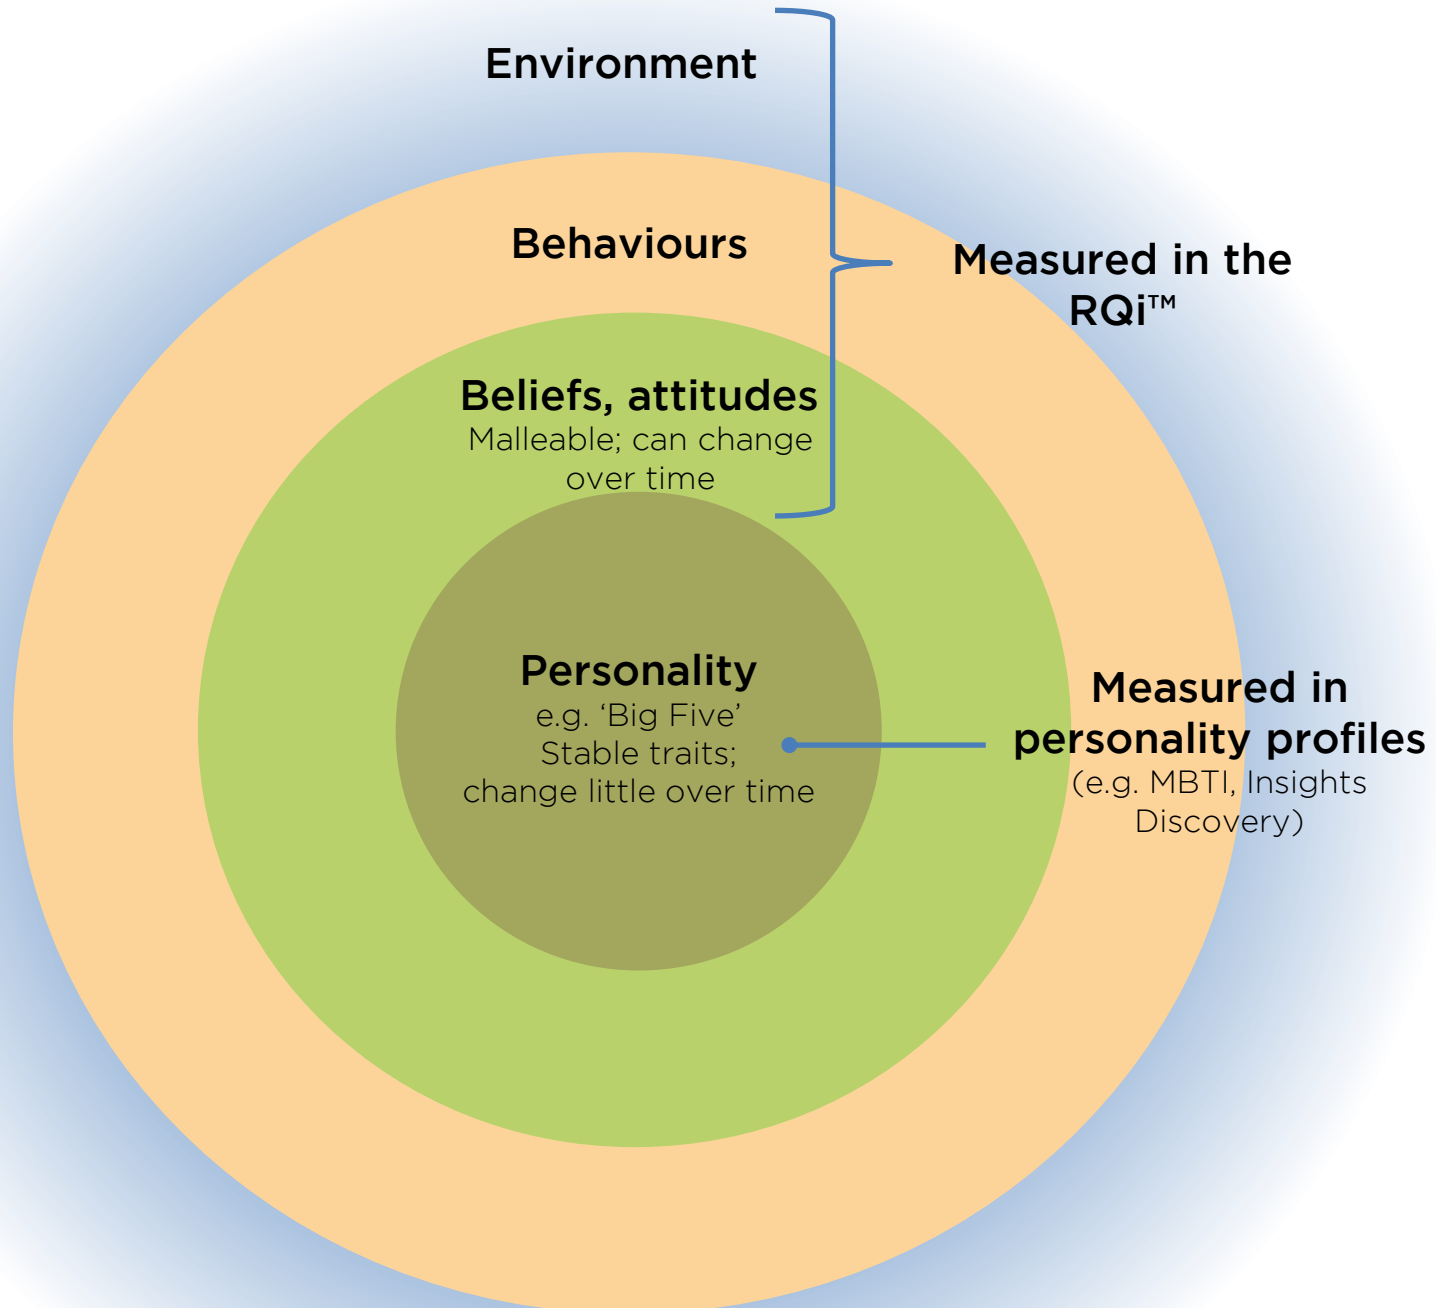 Environment
Behaviours
Measured in the
RQi™
Beliefs, attitudes
Malleable; can change
over time
Personality
e.g. ‘Big Five’
Stable traits;
change little over time
Measured in
personality profiles
(e.g. MBTI, Insights
Discovery)